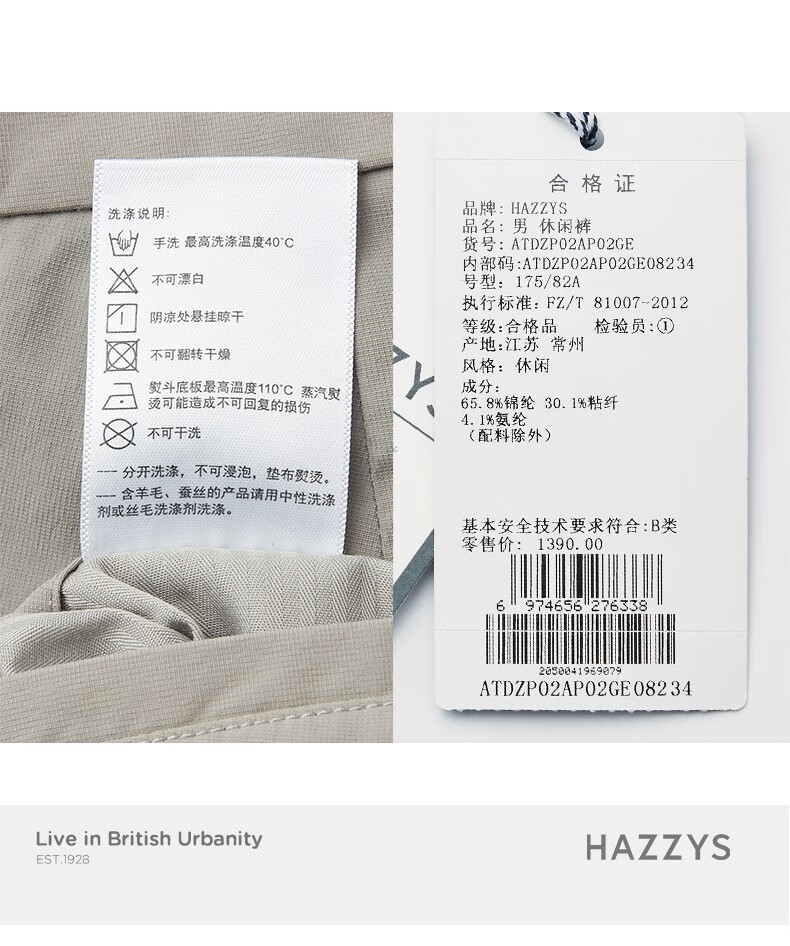 洗涤说明:
手洗 最高洗涤温度40℃
不可漂白
阴凉处悬挂晾干
不可翻转干燥
熨斗底板最高温度110℃ 蒸汽熨
烫可能造成不可回复的损伤
不可干洗
--- 分开洗涤，不可浸泡，垫布熨烫。
--- 含羊毛、蚕丝的产品请用中性洗涤
剂或丝毛洗涤剂洗涤。
合格证
品牌: HAZZYS
品名: 男 休闲裤
货号: ATDZP02AP02GE
内部码:ATDZP02AP02GE08234
号型: 175/82A
执行标准: FZ/T 81007-2012
等级:合格品 检验员:①
产地:江苏 常州
风格: 休闲
成分:
65.8%锦纶 30.1%粘纤
4.1%氨纶
(配料除外)
基本安全技术要求符合:B类
零售价: 1390.00
6 974656 276338
2050041969079
ATDZP02AP02GE08234
Live in British Urbanity
EST.1928
HAZZYS